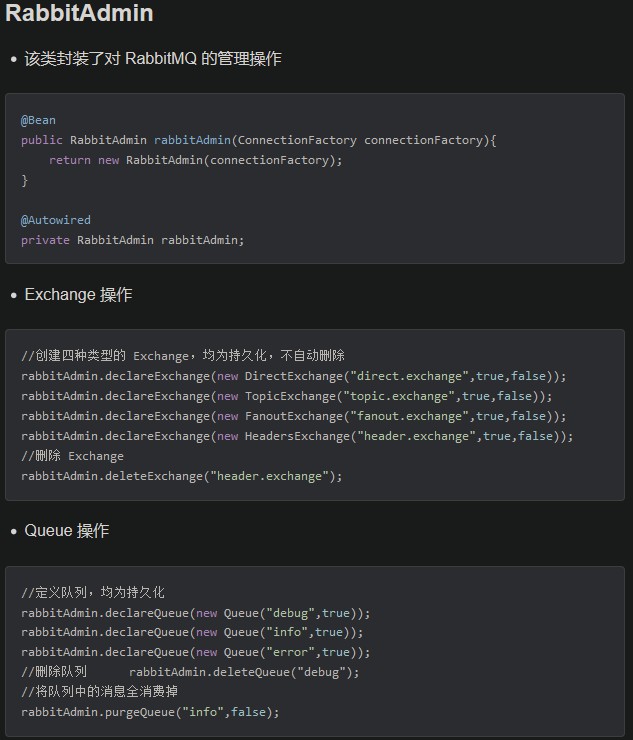 RabbitAdmin
• 该类封装了对 RabbitMQ 的管理操作
@Bean
public RabbitAdmin rabbitAdmin(ConnectionFactory connectionFactory){
    return new RabbitAdmin(connectionFactory);
}
@Autowired
private RabbitAdmin rabbitAdmin;
• Exchange 操作
//创建四种类型的 Exchange，均为持久化，不自动删除
rabbitAdmin.declareExchange(new DirectExchange("direct.exchange",true,false));
rabbitAdmin.declareExchange(new TopicExchange("topic.exchange",true,false));
rabbitAdmin.declareExchange(new FanoutExchange("fanout.exchange",true,false));
rabbitAdmin.declareExchange(new HeadersExchange("header.exchange",true,false));
//删除 Exchange
rabbitAdmin.deleteExchange("header.exchange");
• Queue 操作
//定义队列，均为持久化
rabbitAdmin.declareQueue(new Queue("debug",true));
rabbitAdmin.declareQueue(new Queue("info",true));
rabbitAdmin.declareQueue(new Queue("error",true));
//删除队列      rabbitAdmin.deleteQueue("debug");
//将队列中的消息全消费掉
rabbitAdmin.purgeQueue("info",false);